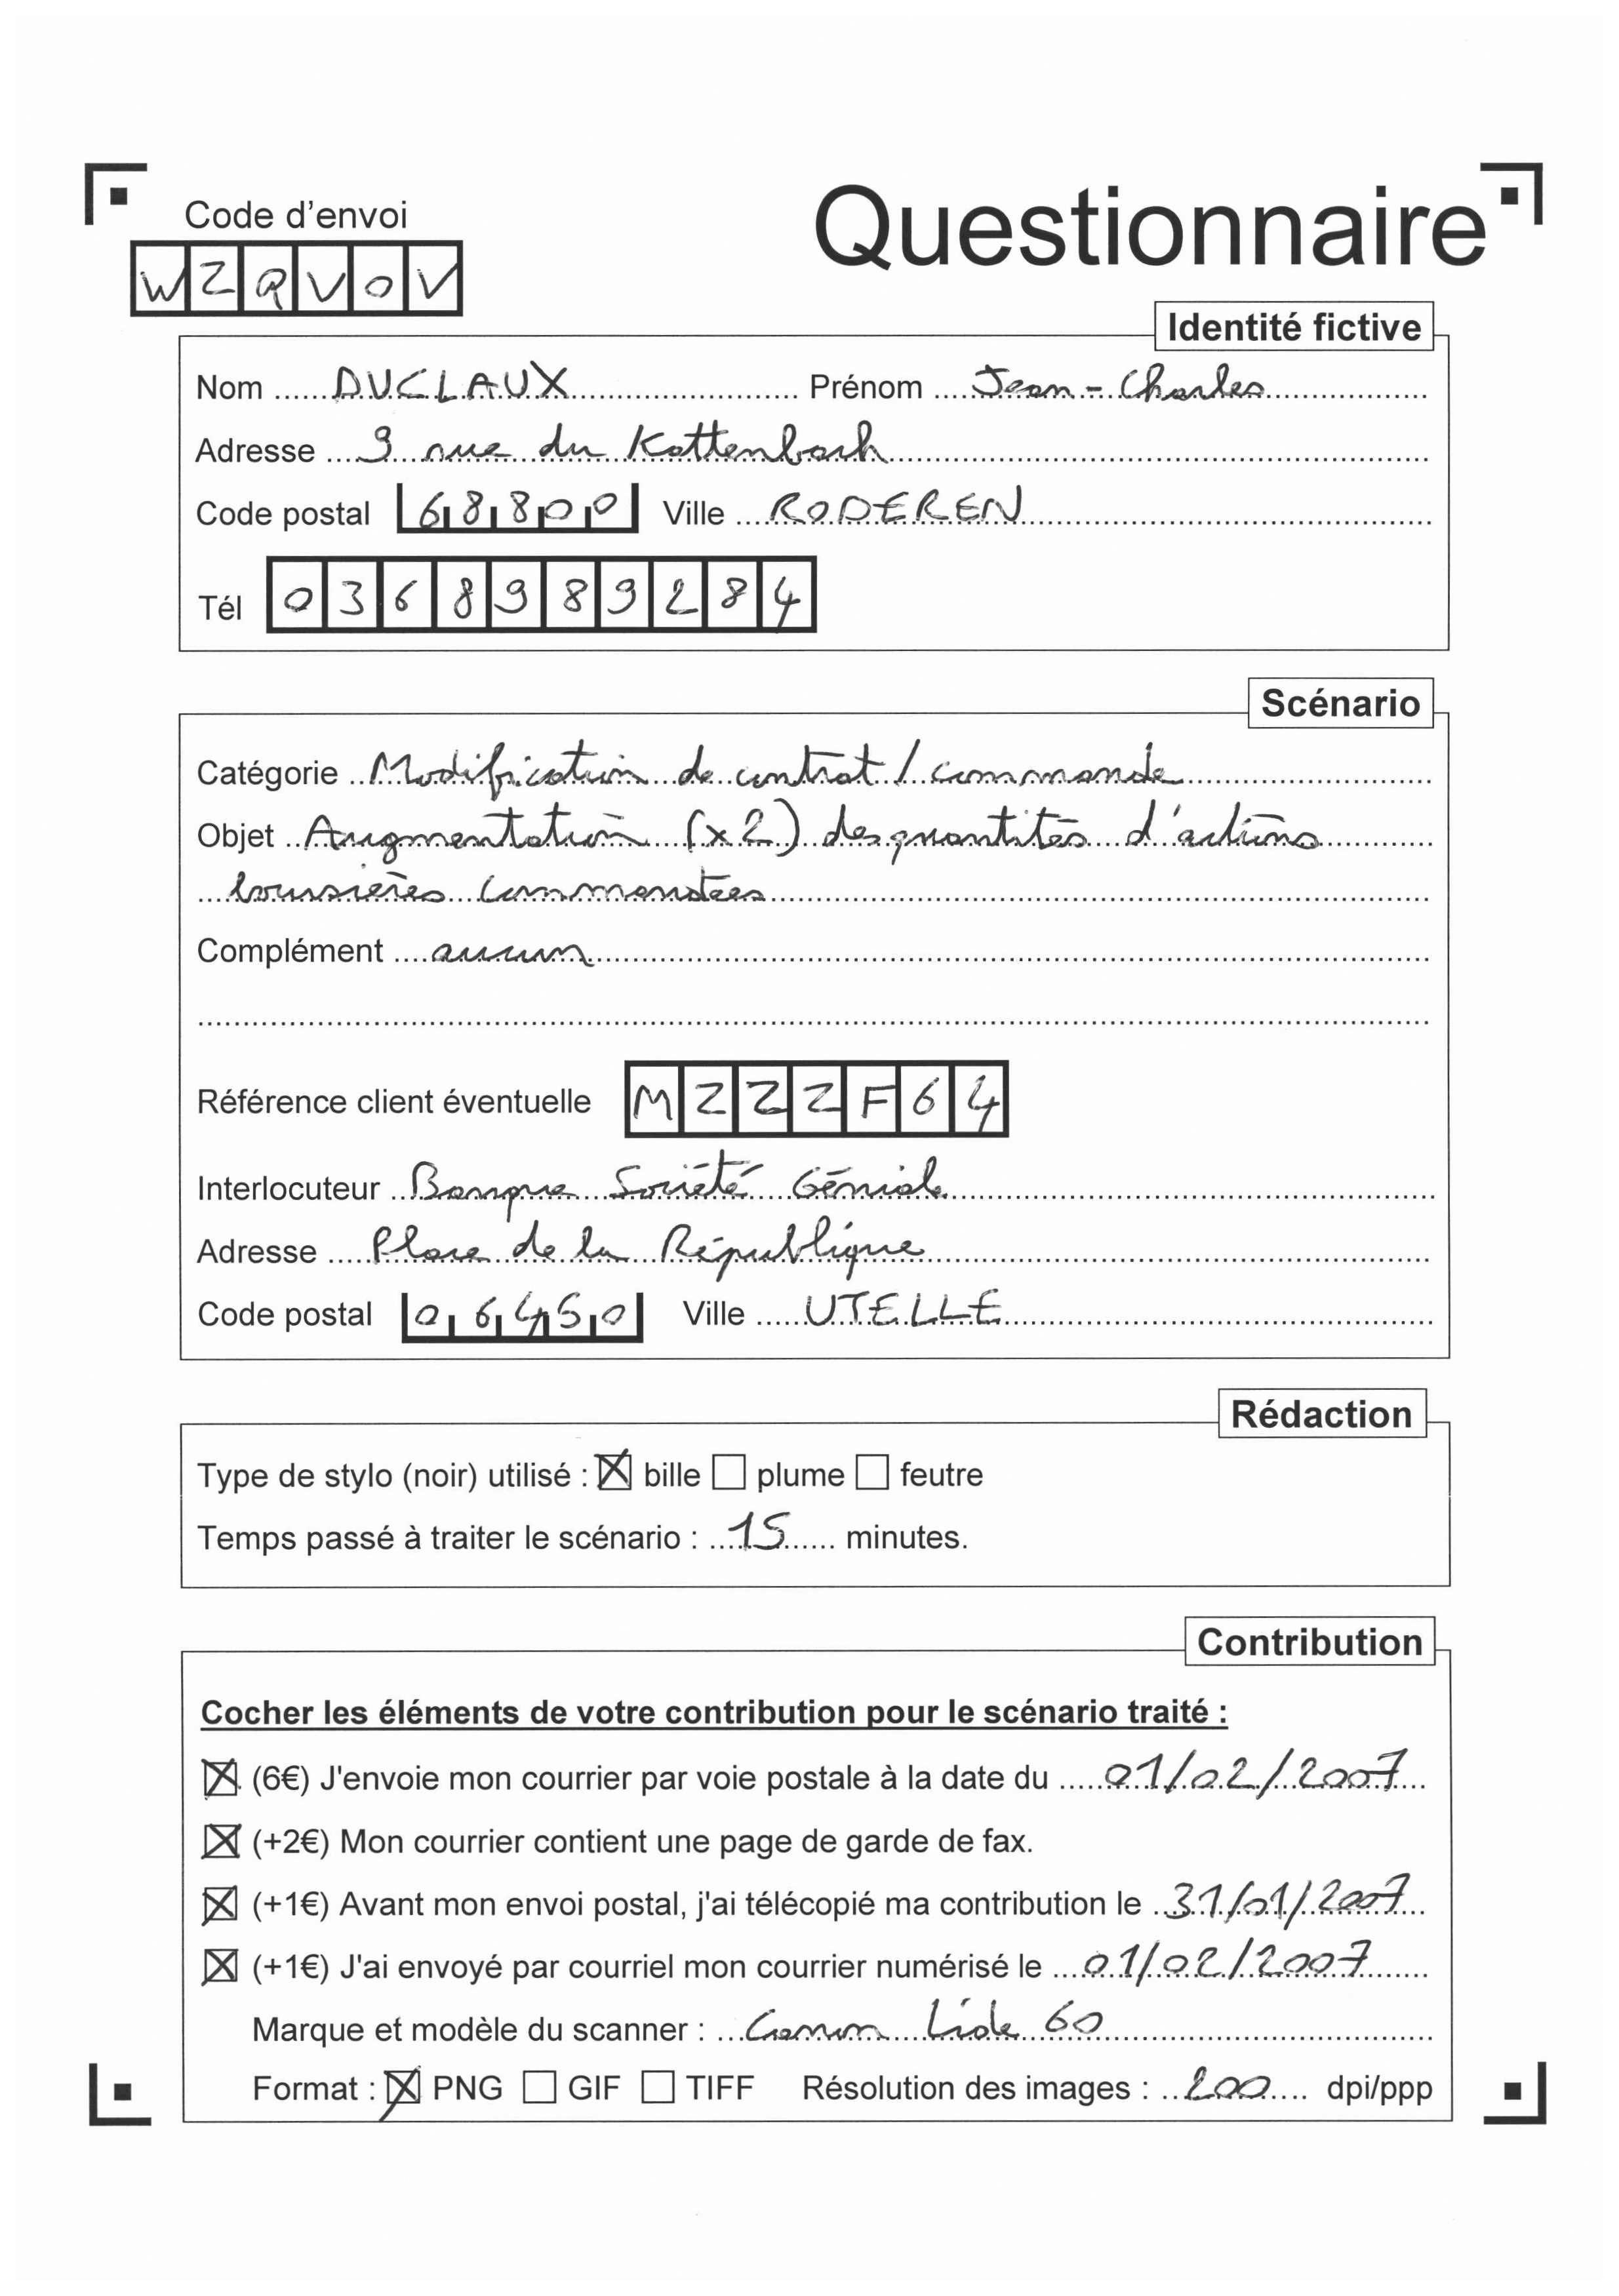 Code d'envoi
Questionnaire
WZQVOV
Identité fictive
Nom DUCLAUX Prénom Jean-Charles
Adresse 9 rue du Kattenbach
Code postal 68800 Ville RODEREN
Tél 0368989284
Scénario
Catégorie Modification de contrat / commande
Objet Augmentation (x2) des quantités d'actions
boursières commandées
Complément aucun
Référence client éventuelle MZZZF64
Interlocuteur Banque Société Géniale
Adresse Place de la République
Code postal 06450 Ville UTELLE
Rédaction
Type de stylo (noir) utilisé : bille plume feutre
Temps passé à traiter le scénario : 15 minutes.
Contribution
Cocher les éléments de votre contribution pour le scénario traité :
(6€) J'envoie mon courrier par voie postale à la date du 01/02/2007
(+2€) Mon courrier contient une page de garde de fax.
(+1€) Avant mon envoi postal, j'ai télécopié ma contribution le 31/01/2007
(+1€) J'ai envoyé par courriel mon courrier numérisé le 01/02/2007
Marque et modèle du scanner : Canon Lide 60
Format : PNG GIF TIFF Résolution des images : 200 dpi/ppp